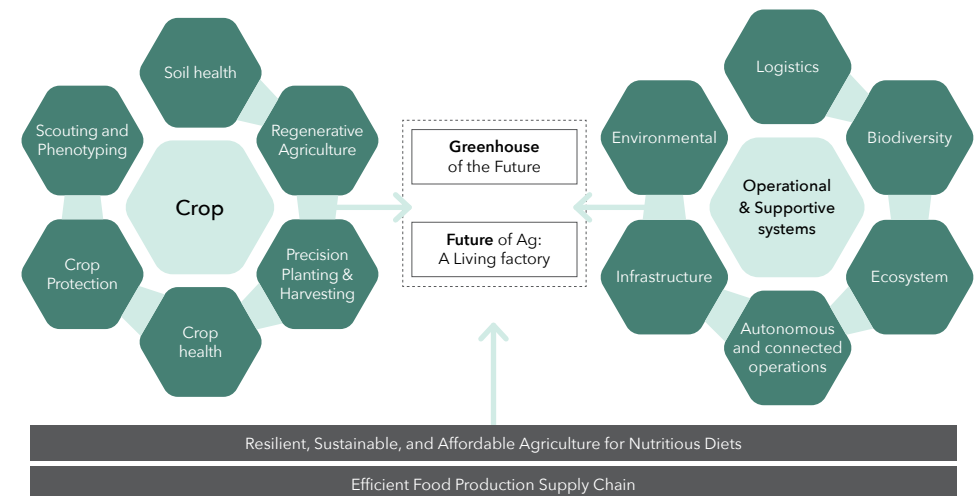 Soil health
Scouting and
Phenotyping
Regenerative
Agriculture
Crop
Crop
Protection
Precision
Planting &
Harvesting
Crop
health
Greenhouse
of the Future
Future of Ag:
A Living factory
Logistics
Environmental
Biodiversity
Operational
& Supportive
systems
Infrastructure
Ecosystem
Autonomous
and connected
operations
Resilient, Sustainable, and Affordable Agriculture for Nutritious Diets
Efficient Food Production Supply Chain